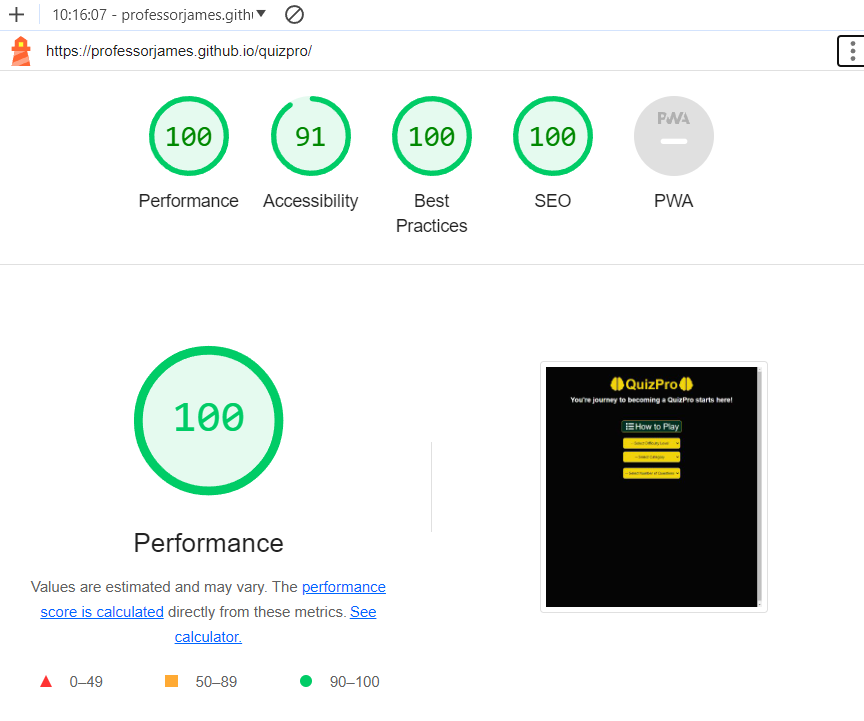 10:16:07 - professorjames.gith
https://professorjames.github.io/quizpro/
100
91
100
100
PWA
Performance
Accessibility
Best
Practices
SEO
PWA
100
QuizPro
You're journey to becoming a QuizPro starts here!
How to Play
-- Select Difficulty Level --
-- Select Category --
-- Select Number of Questions --
Performance
Values are estimated and may vary. The performance
score is calculated directly from these metrics. See
calculator.
0–49
50–89
90–100